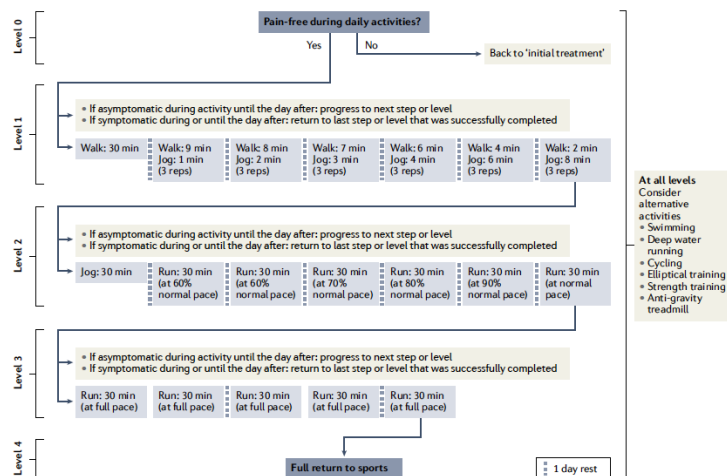 Level 0
Pain-free during daily activities?
Yes
No
Back to ‘initial treatment’
Level 1
• If asymptomatic during activity until the day after: progress to next step or level
• If symptomatic during or until the day after: return to last step or level that was successfully completed
Walk: 30 min
Walk: 9 min
Jog: 1 min
(3 reps)
Walk: 8 min
Jog: 2 min
(3 reps)
Walk: 7 min
Jog: 3 min
(3 reps)
Walk: 6 min
Jog: 4 min
(3 reps)
Walk: 4 min
Jog: 6 min
(3 reps)
Walk: 2 min
Jog: 8 min
(3 reps)
Level 2
• If asymptomatic during activity until the day after: progress to next step or level
• If symptomatic during or until the day after: return to last step or level that was successfully completed
Jog: 30 min
Run: 30 min
(at 60%
normal pace)
Run: 30 min
(at 60%
normal pace)
Run: 30 min
(at 70%
normal pace)
Run: 30 min
(at 80%
normal pace)
Run: 30 min
(at 90%
normal pace)
Run: 30 min
(at normal
pace)
Level 3
• If asymptomatic during activity until the day after: progress to next step or level
• If symptomatic during or until the day after: return to last step or level that was successfully completed
Run: 30 min
(at full pace)
Run: 30 min
(at full pace)
Run: 30 min
(at full pace)
Run: 30 min
(at full pace)
Run: 30 min
(at full pace)
Level 4
Full return to sports
1 day rest
At all levels
Consider
alternative
activities
• Swimming
• Deep water
running
• Cycling
• Elliptical training
• Strength training
• Anti-gravity
treadmill